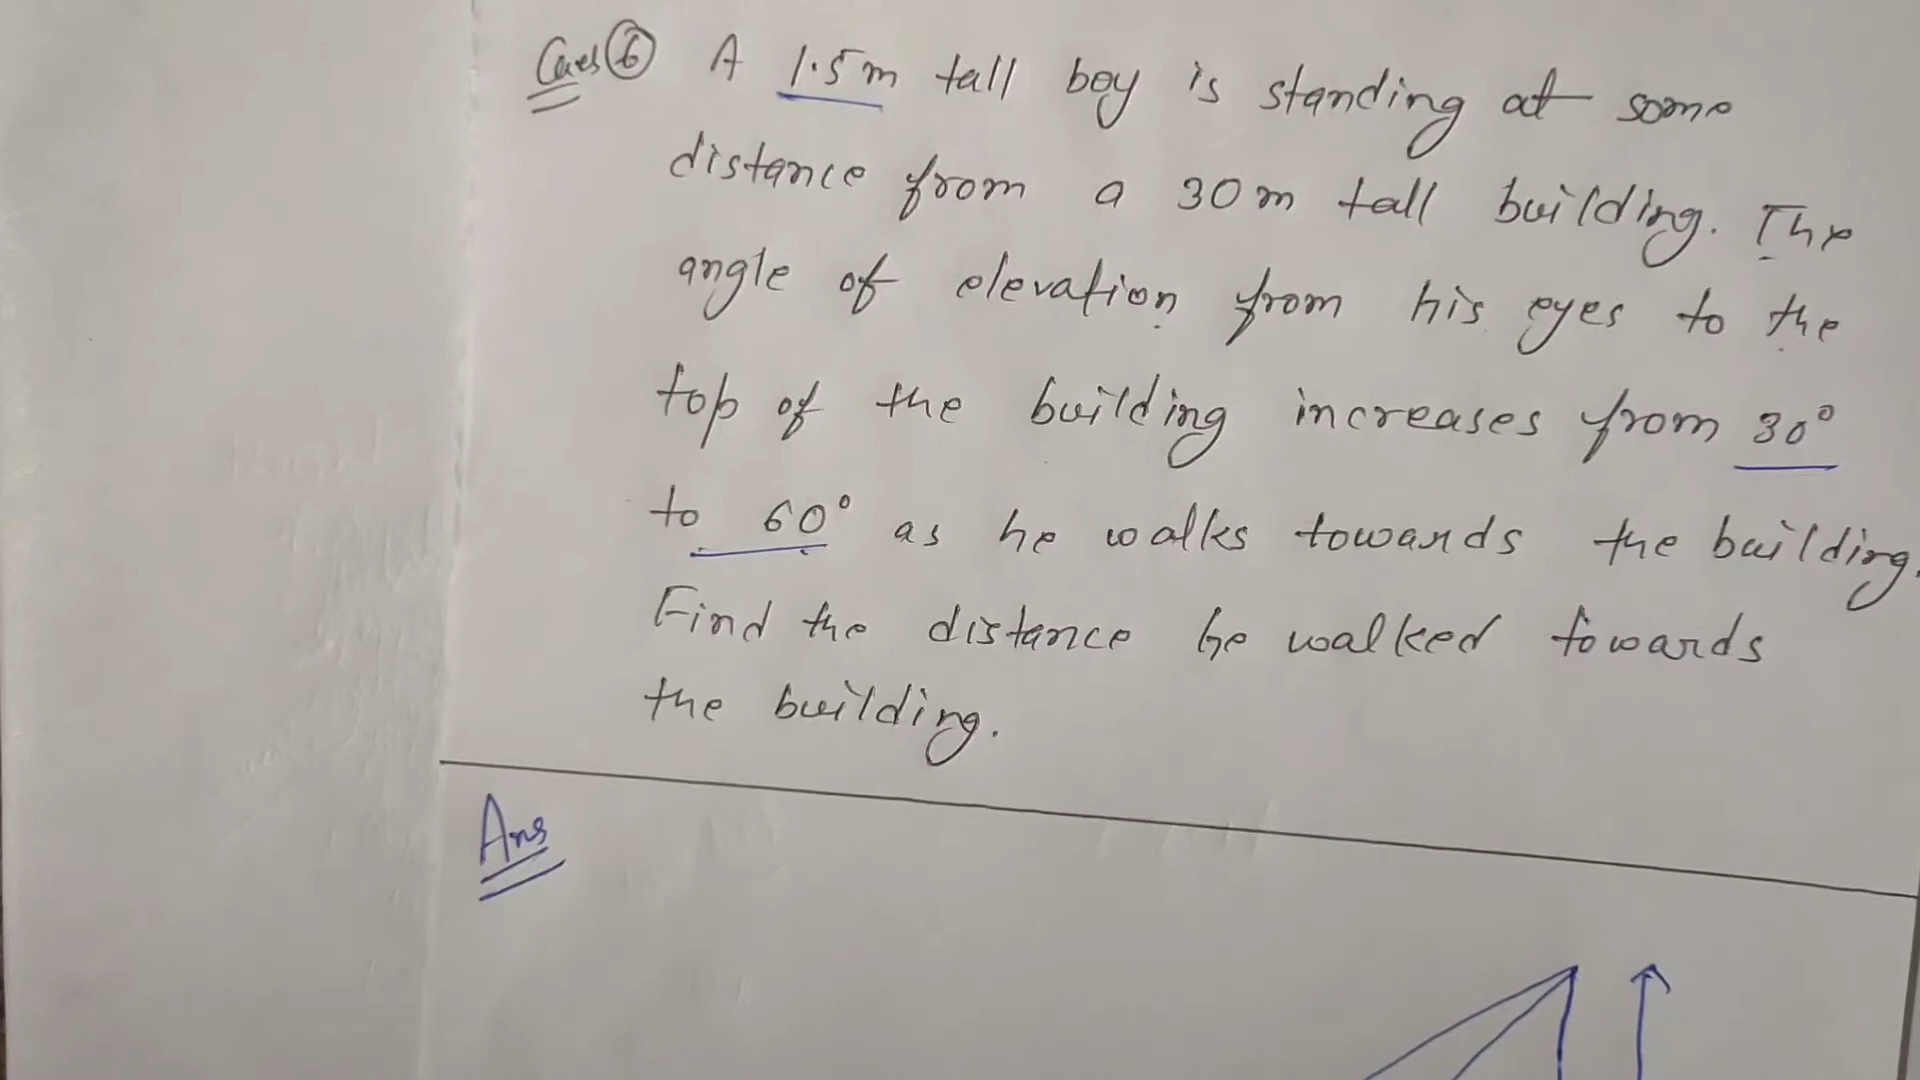 Ques 6 A 1.5m tall boy is standing at some
distance from a 30m tall building. The
angle of elevation from his eyes to the
top of the building increases from 30°
to 60° as he walks towards the building.
Find the distance he walked towards
the building.
Ans